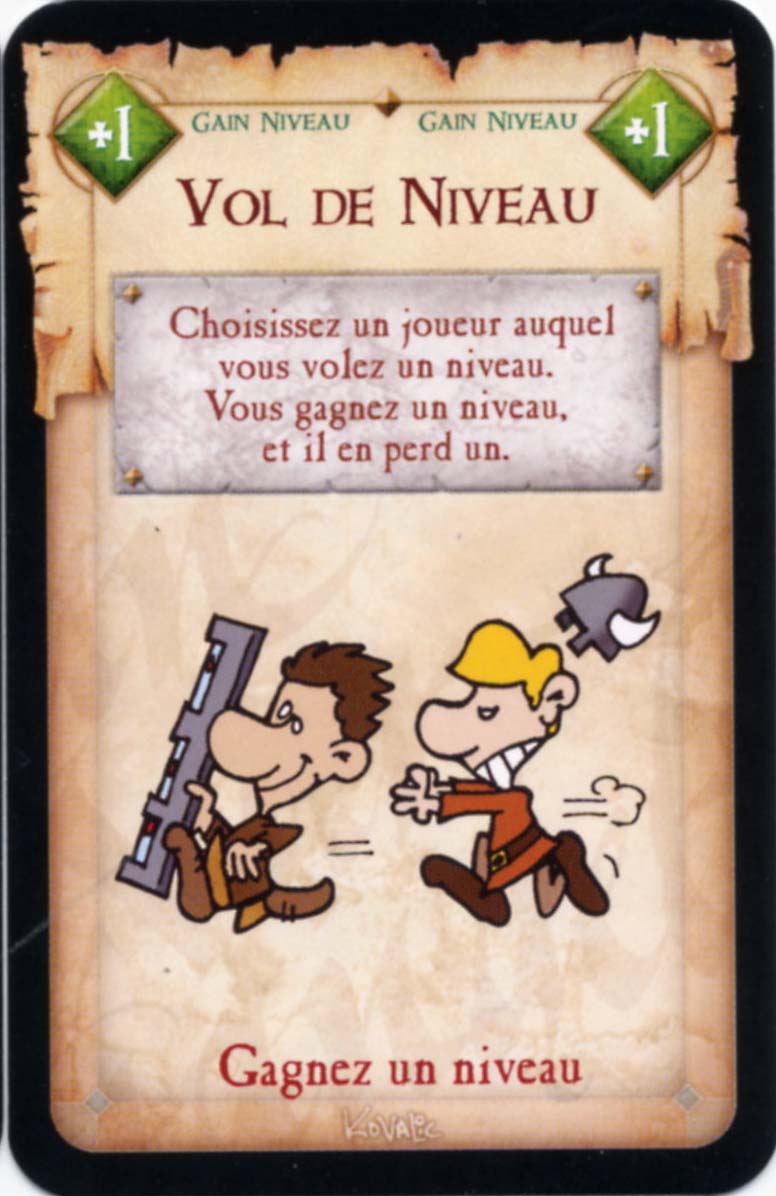 +1 GAIN NIVEAU GAIN NIVEAU +1
VOL DE NIVEAU
Choisissez un joueur auquel
vous volez un niveau.
Vous gagnez un niveau,
et il en perd un.
Gagnez un niveau
KOVALIC